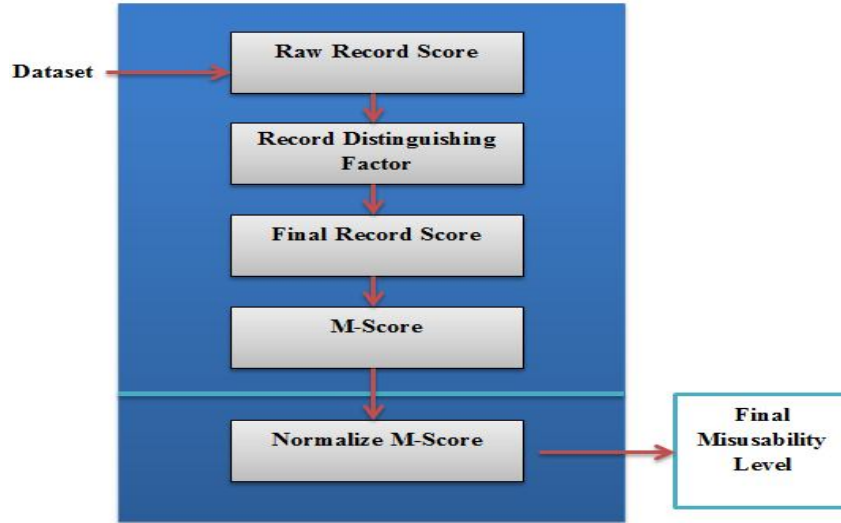 Raw Record Score
Dataset
Record Distinguishing
Factor
Final Record Score
M-Score
Normalize M-Score
Final
Misusability
Level